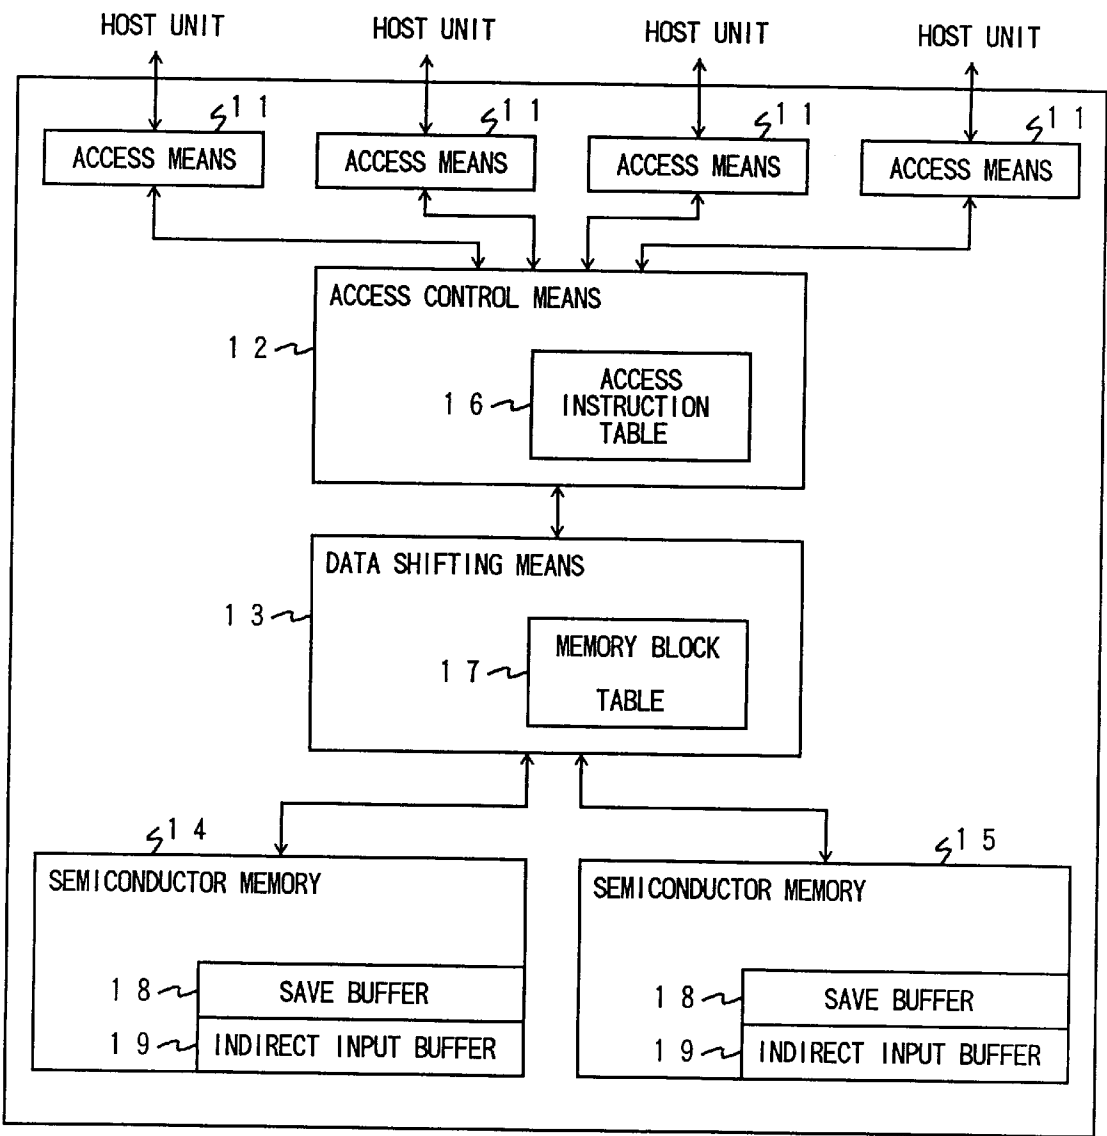 HOST UNIT
HOST UNIT
HOST UNIT
HOST UNIT
11
11
11
11
ACCESS MEANS
ACCESS MEANS
ACCESS MEANS
ACCESS MEANS
ACCESS CONTROL MEANS
12
16
ACCESS
INSTRUCTION
TABLE
DATA SHIFTING MEANS
13
17
MEMORY BLOCK
TABLE
14
15
SEMICONDUCTOR MEMORY
SEMICONDUCTOR MEMORY
18
SAVE BUFFER
18
SAVE BUFFER
19
INDIRECT INPUT BUFFER
19
INDIRECT INPUT BUFFER